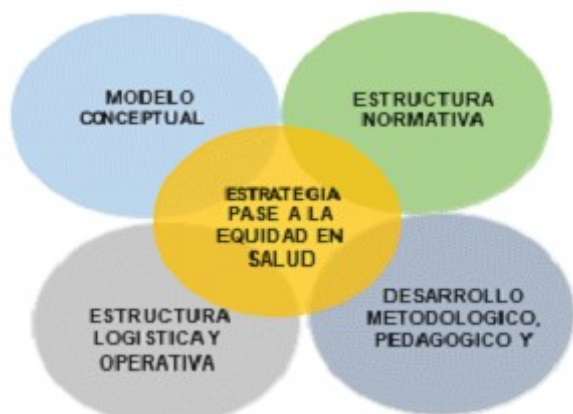 MODELO
CONCEPTUAL
ESTRUCTURA
NORMATIVA
ESTRATEGIA
PASE A LA
EQUIDAD EN
SALUD
ESTRUCTURA
LOGISTICA Y
OPERATIVA
DESARROLLO
METODOLOGICO,
PEDAGOGICO Y